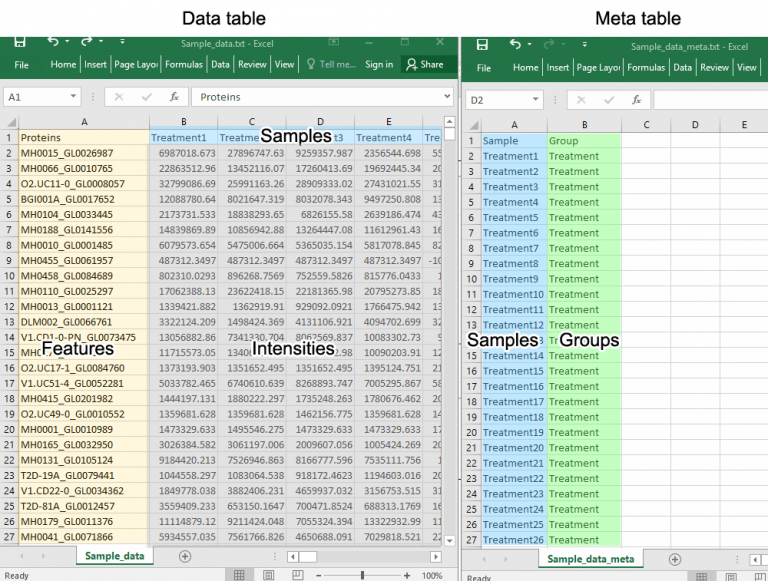 Data table Meta table
Sample_data.txt - Excel
File Home Insert Page Layou Formulas Data Review View Tell me... Sign in Share
A1 fx Proteins
A B C D E
1 Proteins Treatment1 Treatment4
Samples
2 MH0015_GL0026987 6987018.673 27896747.63 9259357.987 2356544.698 55
3 MH0066_GL0010765 22863512.96 13452116.07 17260413.69 19692445.34 20
4 O2.UC11-0_GL0008057 32799086.69 25991163.26 28909333.02 27431021.55 31
5 BGI001A_GL0017652 12088780.64 8021647.319 8032078.343 9497250.808 13
6 MH0104_GL0033445 2173731.533 18838293.65 6826155.58 2639186.474 43
7 MH0188_GL0141556 14839869.89 10856942.88 13264447.08 11612961.43 16
8 MH0010_GL0001485 6079573.654 5475006.664 5365035.154 5817078.845 82
9 MH0455_GL0061957 487312.3497 487312.3497 487312.3497 487312.3497 -10
10 MH0458_GL0084689 802310.0293 896268.7569 752559.5826 815776.0433 1
11 MH0110_GL0025297 17062388.13 23622418.15 22181365.98 20795273.85 18
12 MH0013_GL0001121 1339421.882 1362919.91 929092.0921 1766475.942 13
13 DLM002_GL0066761 3322124.209 1498424.369 4131106.921 4094702.699 32
14 V1.CD1-0-PN_GL0073475 13056882.86 7341330.704 8062569.837 10083302.73 9
Features Intensities
15 11715573.05 10090203.91 12
16 O2.UC17-1_GL0084760 1373193.903 1351652.495 1351652.495 1395124.751 21
17 V1.UC51-4_GL0052281 5033782.465 6740610.639 8268893.747 7005295.867 58
18 MH0415_GL0201982 1444197.131 1880222.297 1735248.263 1780676.462 20
19 O2.UC49-0_GL0010552 1359681.628 1359681.628 1462156.775 1359681.628 14
20 MH0001_GL0010989 1473329.633 1495546.275 1473329.633 1473329.633 17
21 MH0165_GL0032950 3026384.582 3061197.006 2009607.056 1005424.269 20
22 MH0131_GL0105124 9184420.213 7526946.863 8166777.596 7535111.756 1
23 T2D-19A_GL0079441 1044558.297 1083064.538 918172.4623 1194603.016 20
24 V1.CD22-0_GL0034362 1849778.038 3882406.231 4659937.032 3156753.515 31
25 T2D-81A_GL0012457 3559409.233 653150.1647 700471.8524 688313.1769 16
26 MH0179_GL0011376 11114879.12 9211424.048 7055324.394 13322932.99 11
27 MH0041_GL0071866 5934557.035 7561766.826 4650688.091 7029818.521 22
Sample_data
Ready 100%
Sample_data_meta.txt - Excel
File Home Insert Page Layou Formulas Data Review View
D2 fx
A B C D E
1 Sample Group
2 Treatment1 Treatment
3 Treatment2 Treatment
4 Treatment3 Treatment
5 Treatment4 Treatment
6 Treatment5 Treatment
7 Treatment6 Treatment
8 Treatment7 Treatment
9 Treatment8 Treatment
10 Treatment9 Treatment
11 Treatment10 Treatment
12 Treatment11 Treatment
13 Treatment12 Treatment
Samples Groups
15 Treatment14 Treatment
16 Treatment15 Treatment
17 Treatment16 Treatment
18 Treatment17 Treatment
19 Treatment18 Treatment
20 Treatment19 Treatment
21 Treatment20 Treatment
22 Treatment21 Treatment
23 Treatment22 Treatment
24 Treatment23 Treatment
25 Treatment24 Treatment
26 Treatment25 Treatment
27 Treatment26 Treatment
Sample_data_meta
Ready